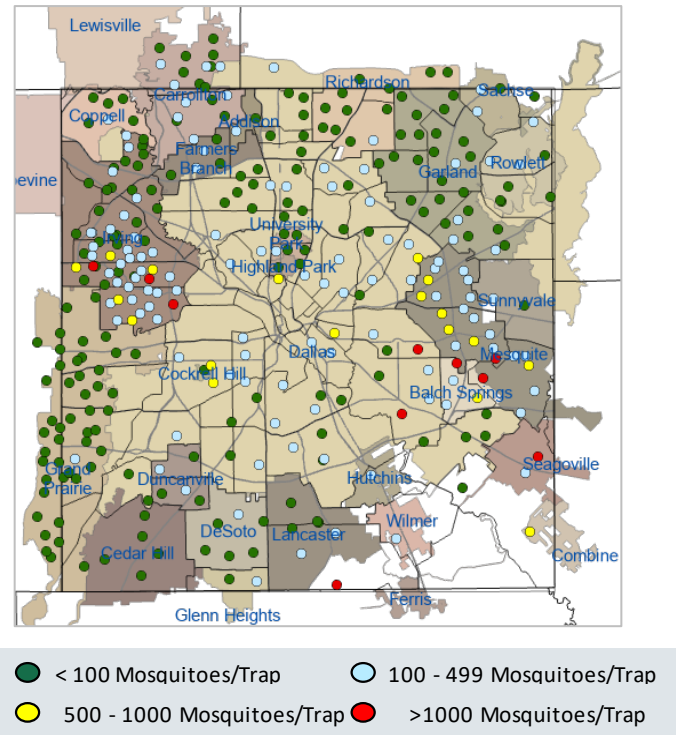 Lewisville
Richardson
Carrollton
Sachse
Coppell
Addison
Farmers
Branch
Garland
Rowlett
evine
University
Park
Irving
Highland Park
Sunnyvale
Dallas
Mesquite
Cockrell Hill
Balch Springs
Grand
Prairie
Duncanville
Hutchins
Seagoville
DeSoto
Lancaster
Wilmer
Cedar Hill
Combine
Ferris
Glenn Heights
< 100 Mosquitoes/Trap
100 - 499 Mosquitoes/Trap
500 - 1000 Mosquitoes/Trap
>1000 Mosquitoes/Trap